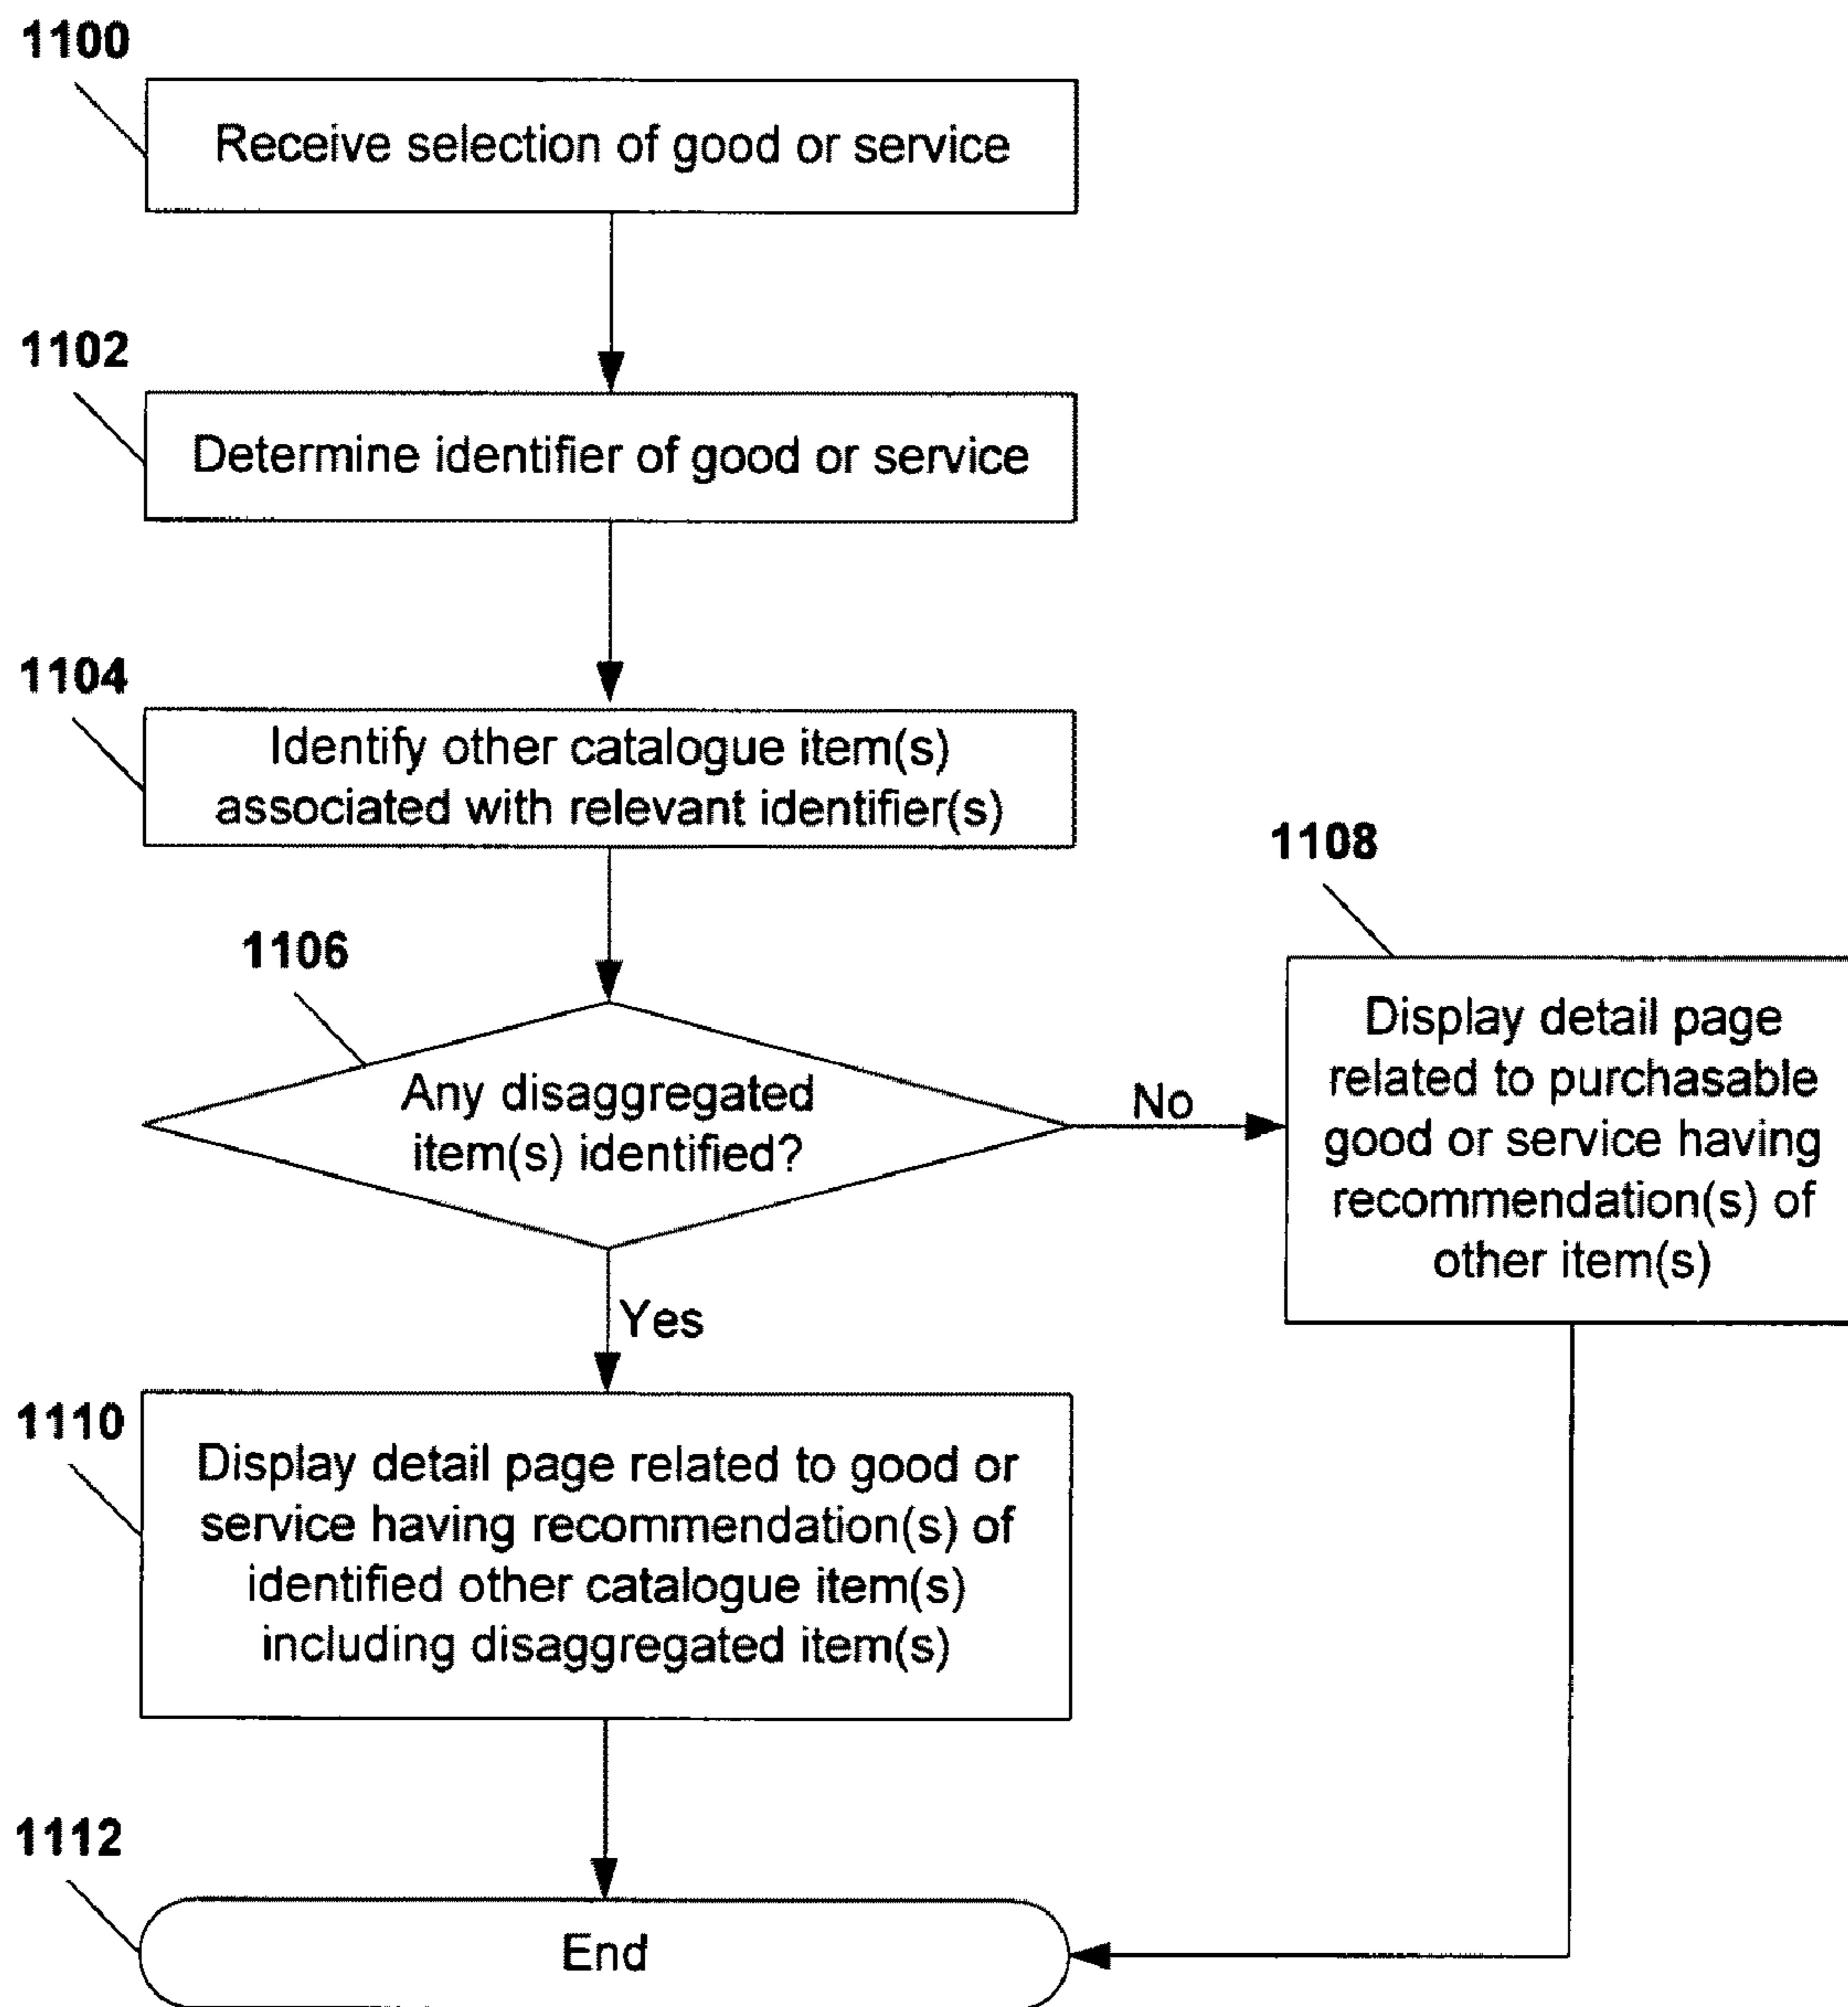 1100
Receive selection of good or service
1102
Determine identifier of good or service
1104
Identify other catalogue item(s)
associated with relevant identifier(s)
1106
Any disaggregated
item(s) identified?
No
1108
Display detail page
related to purchasable
good or service having
recommendation(s) of
other item(s)
Yes
1110
Display detail page related to good or
service having recommendation(s) of
identified other catalogue item(s)
including disaggregated item(s)
1112
End